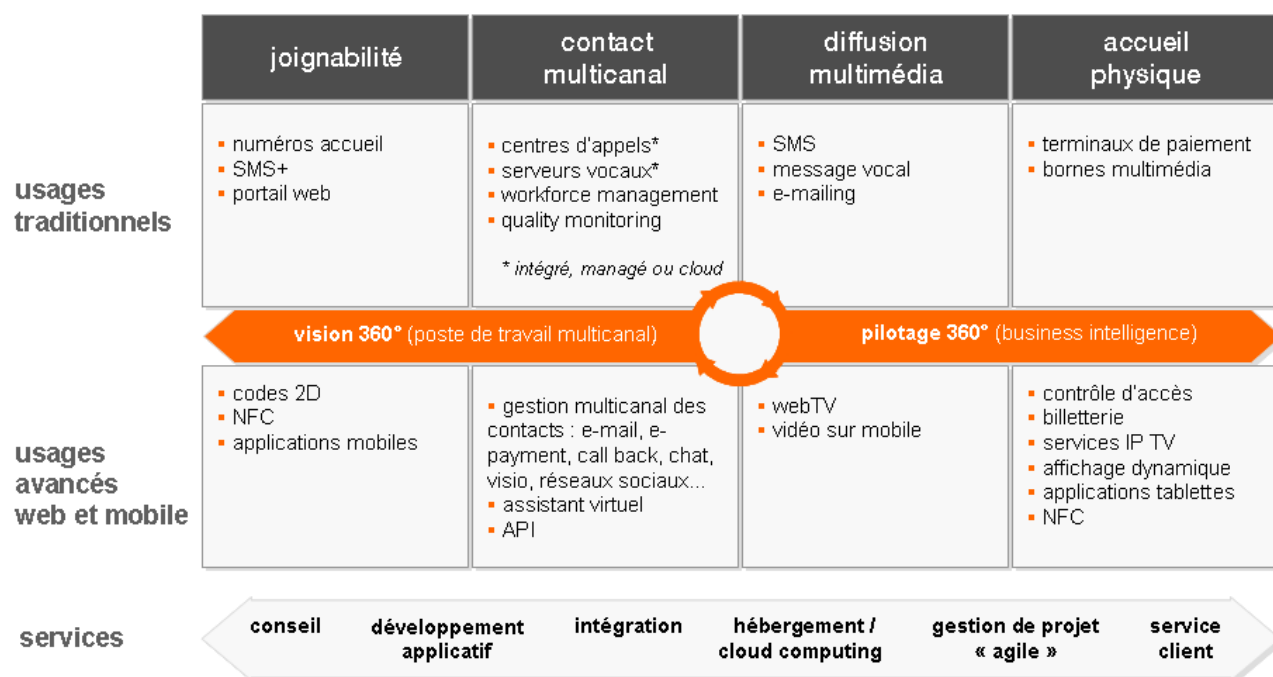 joignabilité
contact
multicanal
diffusion
multimédia
accueil
physique
usages
traditionnels
▪ numéros accueil
▪ SMS+
▪ portail web
▪ centres d'appels*
▪ serveurs vocaux*
▪ workforce management
▪ quality monitoring
* intégré, managé ou cloud
▪ SMS
▪ message vocal
▪ e-mailing
▪ terminaux de paiement
▪ bornes multimédia
vision 360° (poste de travail multicanal)
pilotage 360° (business intelligence)
usages
avancés
web et mobile
▪ codes 2D
▪ NFC
▪ applications mobiles
▪ gestion multicanal des
contacts : e-mail, e-
payment, call back, chat,
visio, réseaux sociaux...
▪ assistant virtuel
▪ API
▪ webTV
▪ vidéo sur mobile
▪ contrôle d'accès
▪ billetterie
▪ services IP TV
▪ affichage dynamique
▪ applications tablettes
▪ NFC
services
conseil
développement
applicatif
intégration
hébergement /
cloud computing
gestion de projet
« agile »
service
client